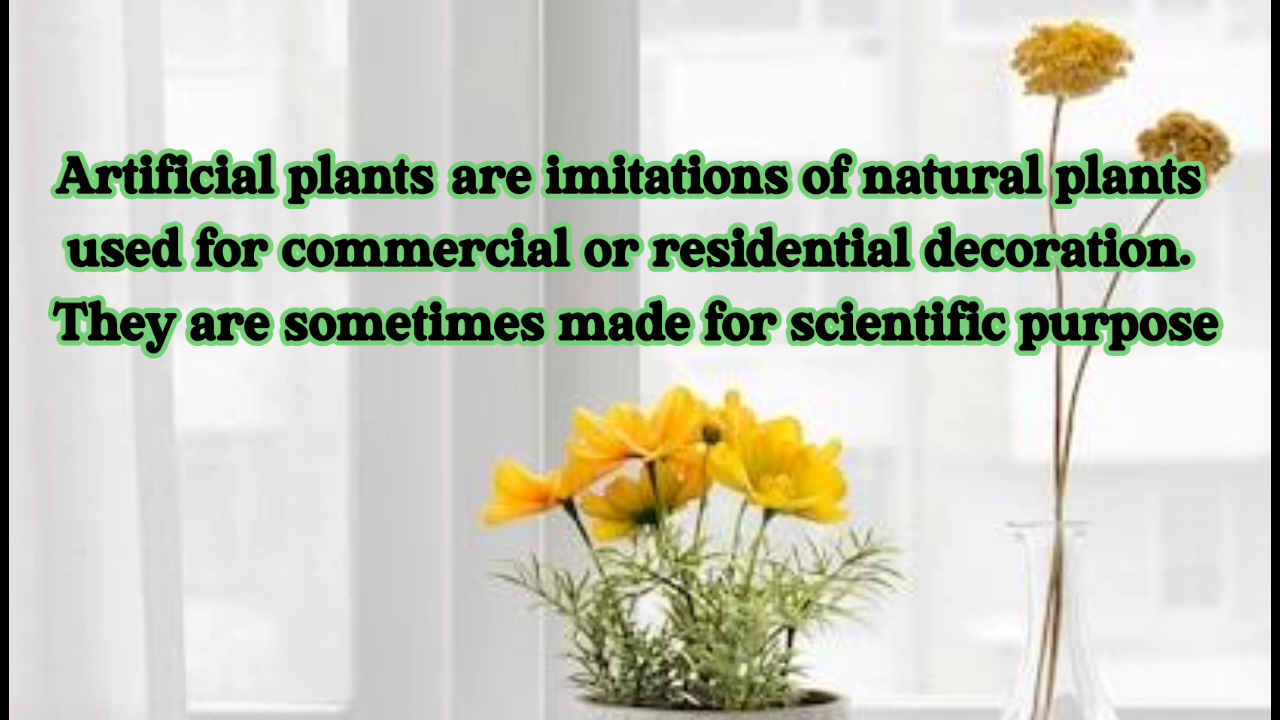 Artificial plants are imitations of natural plants
used for commercial or residential decoration.
They are sometimes made for scientific purpose